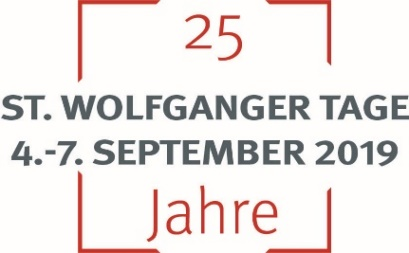 25
ST. WOLFGANGER TAGE
4.-7. SEPTEMBER 2019
Jahre